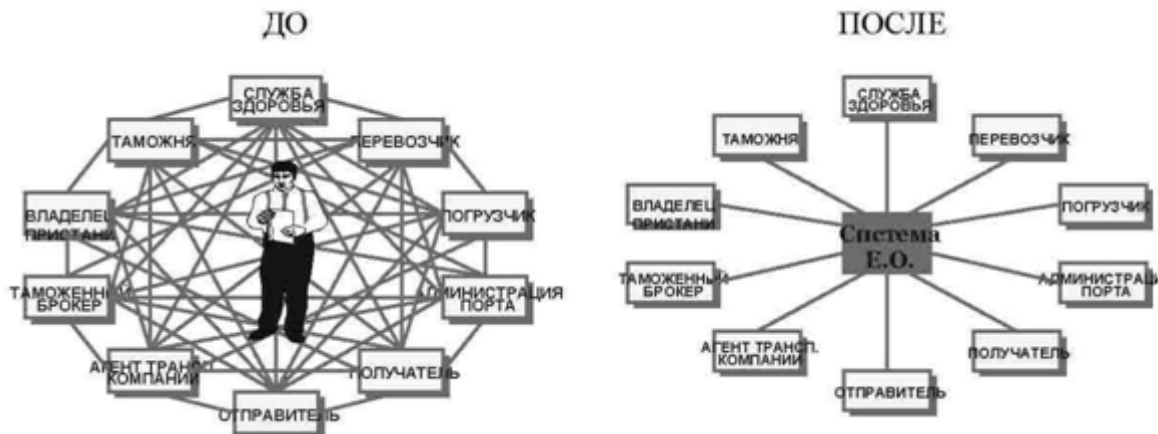 ДО
СЛУЖБА
ЗДОРОВЬЯ
ТАМОЖНЯ
ПЕРЕВОЗЧИК
ВЛАДЕЛЕЦ
ПРИСТАНИ
ПОГРУЗЧИК
ТАМОЖЕННЫЙ
БРОКЕР
АДМИНИСТРАЦИЯ
ПОРТА
АГЕНТ ТРАНСП.
КОМПАНИИ
ПОЛУЧАТЕЛЬ
ОТПРАВИТЕЛЬ
ПОСЛЕ
СЛУЖБА
ЗДОРОВЬЯ
ТАМОЖНЯ
ПЕРЕВОЗЧИК
ВЛАДЕЛЕЦ
ПРИСТАНИ
ПОГРУЗЧИК
Система
Е.О.
ТАМОЖЕННЫЙ
БРОКЕР
АДМИНИСТРАЦИ
ПОРТА
АГЕНТ ТРАНСП.
КОМПАНИИ
ПОЛУЧАТЕЛЬ
ОТПРАВИТЕЛЬ